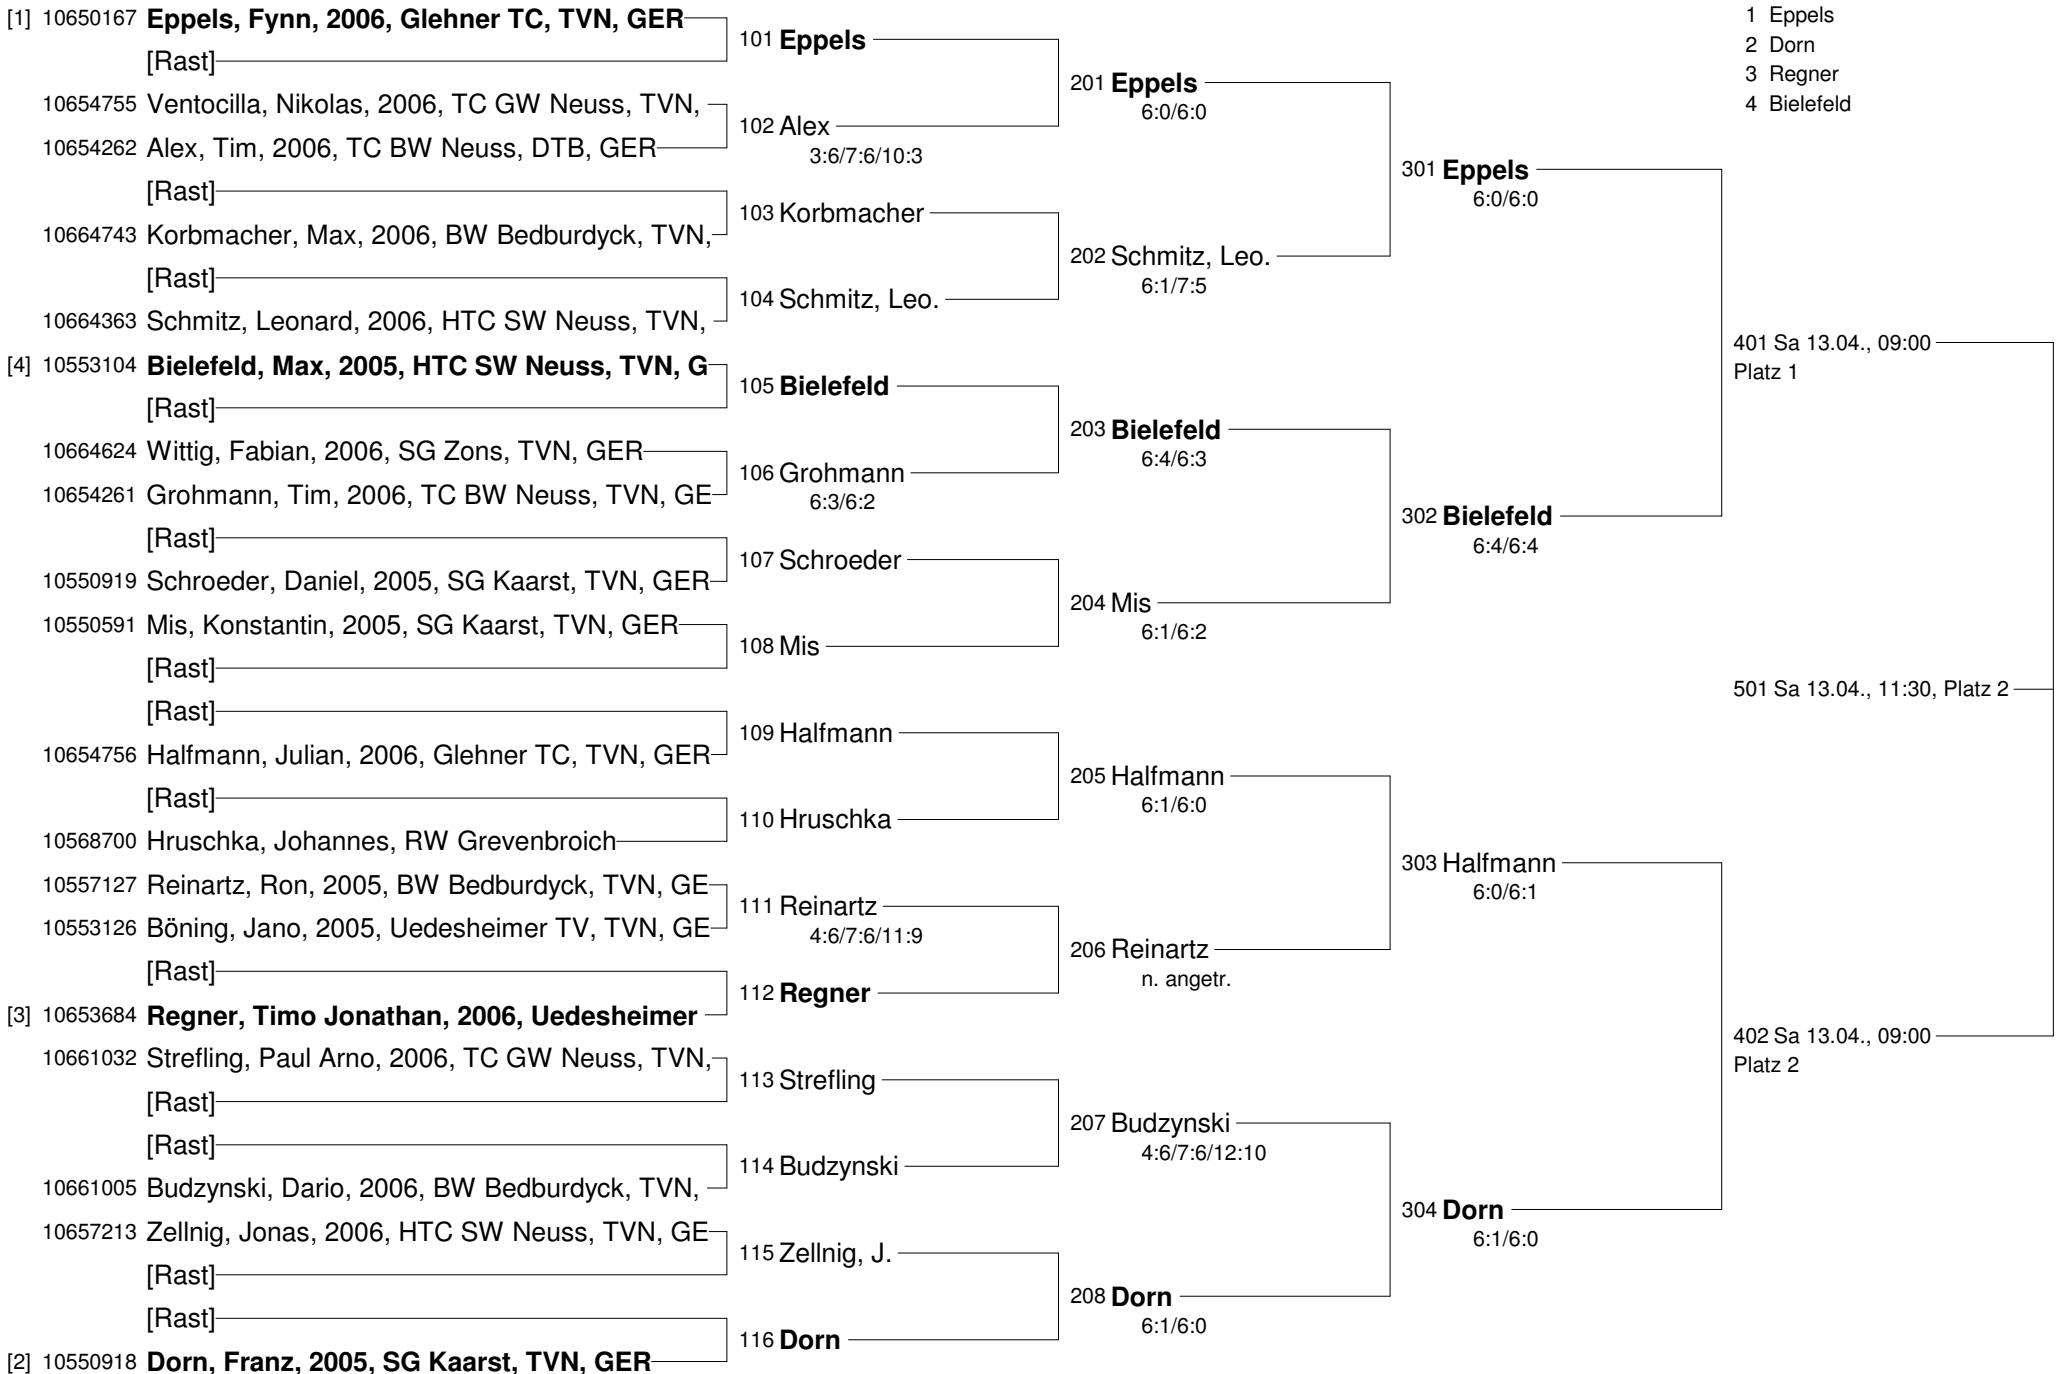 [1] 10650167 Eppels, Fynn, 2006, Glehner TC, TVN, GER
[Rast]
10654755 Ventocilla, Nikolas, 2006, TC GW Neuss, TVN,
10654262 Alex, Tim, 2006, TC BW Neuss, DTB, GER
[Rast]
10664743 Korbmacher, Max, 2006, BW Bedburdyck, TVN,
[Rast]
10664363 Schmitz, Leonard, 2006, HTC SW Neuss, TVN,
[4] 10553104 Bielefeld, Max, 2005, HTC SW Neuss, TVN, G
[Rast]
10664624 Wittig, Fabian, 2006, SG Zons, TVN, GER
10654261 Grohmann, Tim, 2006, TC BW Neuss, TVN, GE
[Rast]
10550919 Schroeder, Daniel, 2005, SG Kaarst, TVN, GER
10550591 Mis, Konstantin, 2005, SG Kaarst, TVN, GER
[Rast]
[Rast]
10654756 Halfmann, Julian, 2006, Glehner TC, TVN, GER
[Rast]
10568700 Hruschka, Johannes, RW Grevenbroich
10557127 Reinartz, Ron, 2005, BW Bedburdyck, TVN, GE
10553126 Böning, Jano, 2005, Uedesheimer TV, TVN, GE
[Rast]
[3] 10653684 Regner, Timo Jonathan, 2006, Uedesheimer
10661032 Strefling, Paul Arno, 2006, TC GW Neuss, TVN,
[Rast]
[Rast]
10661005 Budzynski, Dario, 2006, BW Bedburdyck, TVN,
10657213 Zellnig, Jonas, 2006, HTC SW Neuss, TVN, GE
[Rast]
[Rast]
[2] 10550918 Dorn, Franz, 2005, SG Kaarst, TVN, GER
101 Eppels
102 Alex
3:6/7:6/10:3
103 Korbmacher
104 Schmitz, Leo.
105 Bielefeld
106 Grohmann
6:3/6:2
107 Schroeder
108 Mis
109 Halfmann
110 Hruschka
111 Reinartz
4:6/7:6/11:9
112 Regner
113 Strefling
114 Budzynski
115 Zellnig, J.
116 Dorn
201 Eppels
6:0/6:0
202 Schmitz, Leo.
6:1/7:5
203 Bielefeld
6:4/6:3
204 Mis
6:1/6:2
205 Halfmann
6:1/6:0
206 Reinartz
n. angetr.
207 Budzynski
4:6/7:6/12:10
208 Dorn
6:1/6:0
301 Eppels
6:0/6:0
302 Bielefeld
6:4/6:4
303 Halfmann
6:0/6:1
304 Dorn
6:1/6:0
1 Eppels
2 Dorn
3 Regner
4 Bielefeld
401 Sa 13.04., 09:00
Platz 1
501 Sa 13.04., 11:30, Platz 2
402 Sa 13.04., 09:00
Platz 2